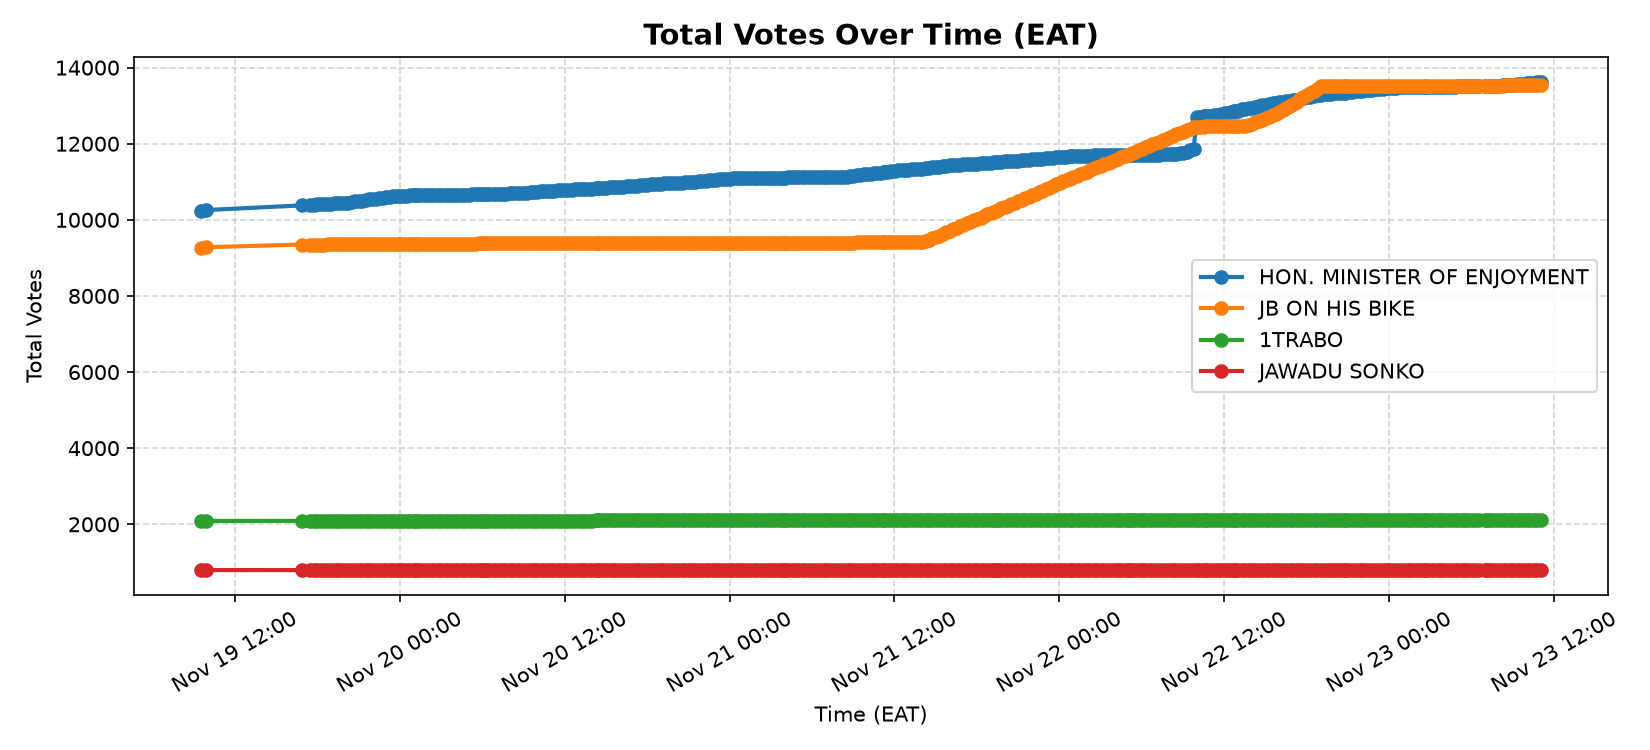 Total Votes Over Time (EAT)
14000
12000
10000
8000
6000
4000
2000
Total Votes
HON. MINISTER OF ENJOYMENT
JB ON HIS BIKE
1TRABO
JAWADU SONKO
Nov 19 12:00
Nov 20 00:00
Nov 20 12:00
Nov 21 00:00
Nov 21 12:00
Nov 22 00:00
Nov 22 12:00
Nov 23 00:00
Nov 23 12:00
Time (EAT)